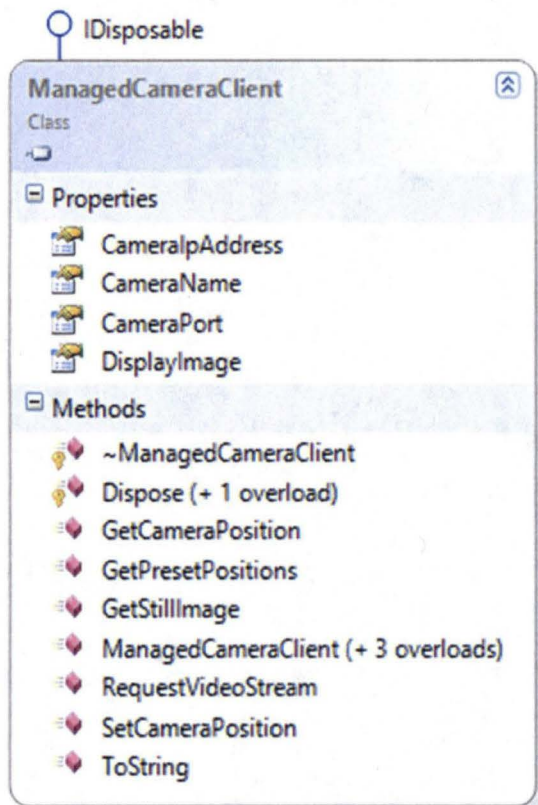 IDisposable
ManagedCameraClient
Class
Properties
CameraIpAddress
CameraName
CameraPort
DisplayImage
Methods
~ManagedCameraClient
Dispose (+ 1 overload)
GetCameraPosition
GetPresetPositions
GetStillImage
ManagedCameraClient (+ 3 overloads)
RequestVideoStream
SetCameraPosition
ToString